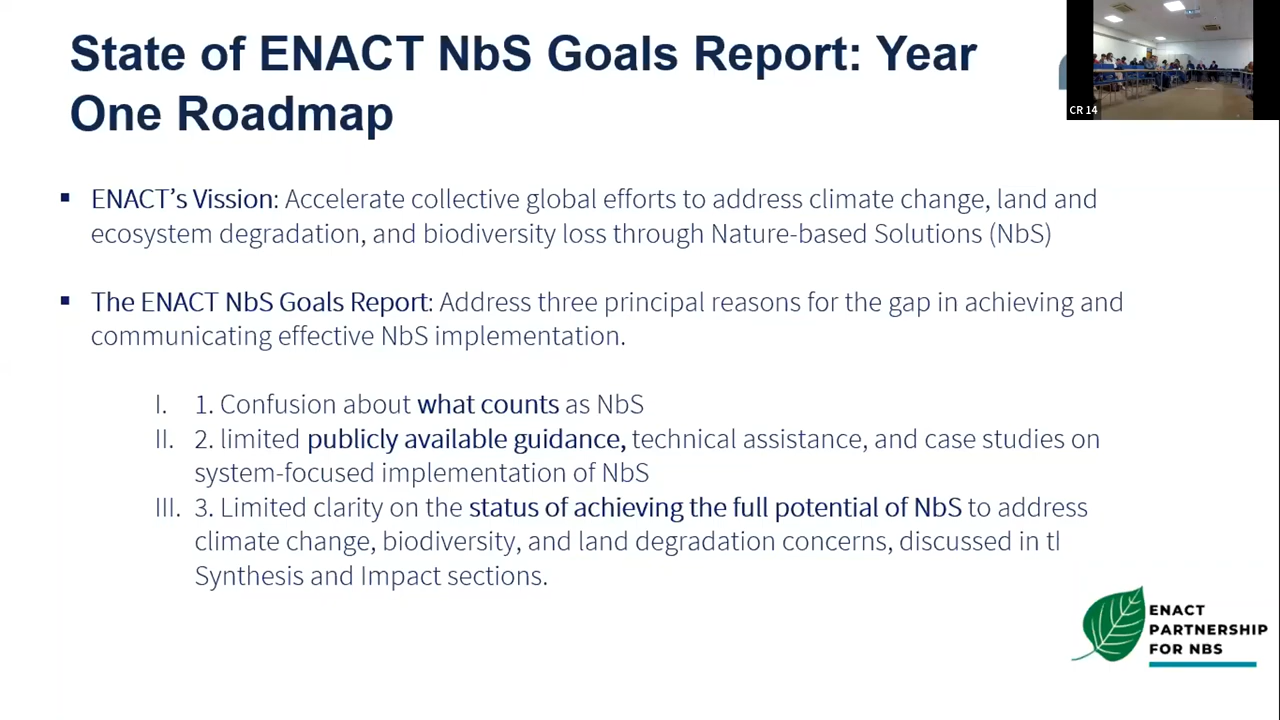 State of ENACT NbS Goals Report: Year
One Roadmap
CR 14
▪ ENACT’s Vission: Accelerate collective global efforts to address climate change, land and
ecosystem degradation, and biodiversity loss through Nature-based Solutions (NbS)
▪ The ENACT NbS Goals Report: Address three principal reasons for the gap in achieving and
communicating effective NbS implementation.
I. 1. Confusion about what counts as NbS
II. 2. limited publicly available guidance, technical assistance, and case studies on
system-focused implementation of NbS
III. 3. Limited clarity on the status of achieving the full potential of NbS to address
climate change, biodiversity, and land degradation concerns, discussed in
Synthesis and Impact sections.
ENACT
PARTNERSHIP
FOR NBS